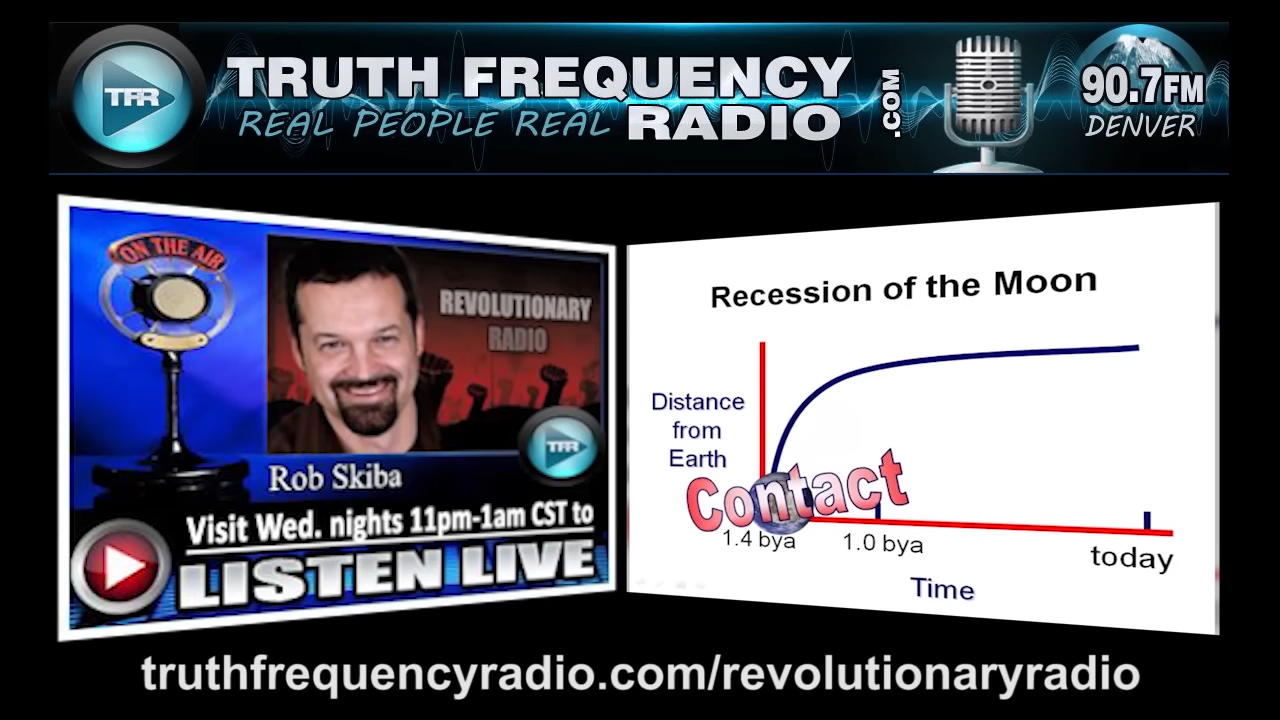 TFR
TRUTH FREQUENCY
REAL PEOPLE REAL RADIO
.COM
90.7FM
DENVER
ON THE AIR
REVOLUTIONARY
RADIO
TFR
Rob Skiba
Visit Wed. nights 11pm-1am CST to
LISTEN LIVE
Recession of the Moon
Distance
from
Earth
Contact
1.4 bya
1.0 bya
today
Time
truthfrequencyradio.com/revolutionaryradio